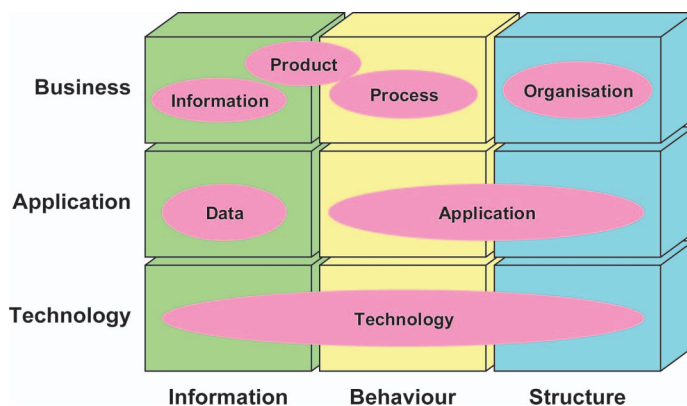 Business
Product
Information
Process
Organisation
Application
Data
Application
Technology
Technology
Information
Behaviour
Structure